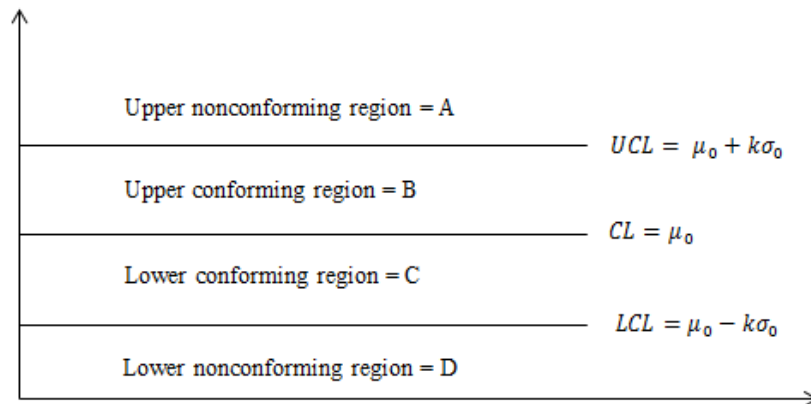 Upper nonconforming region = A
UCL = μ₀ + kσ₀
Upper conforming region = B
CL = μ₀
Lower conforming region = C
LCL = μ₀ − kσ₀
Lower nonconforming region = D